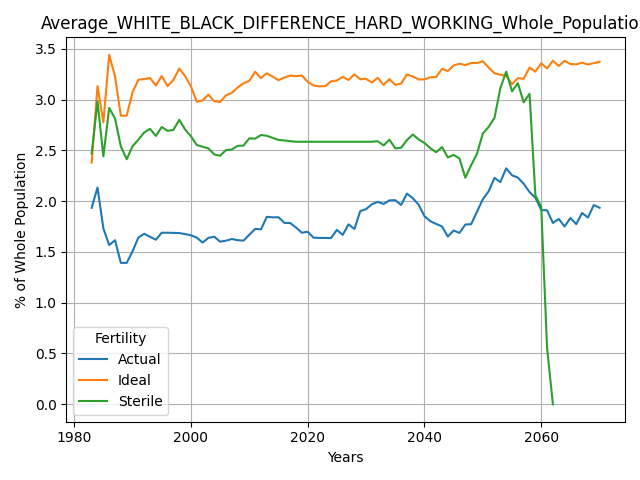 Average_WHITE_BLACK_DIFFERENCE_HARD_WORKING_Whole_Populatio
3.5
3.0
2.5
2.0
1.5
1.0
0.5
0.0
% of Whole Population
Fertility
Actual
Ideal
Sterile
1980 2000 2020 2040 2060
Years